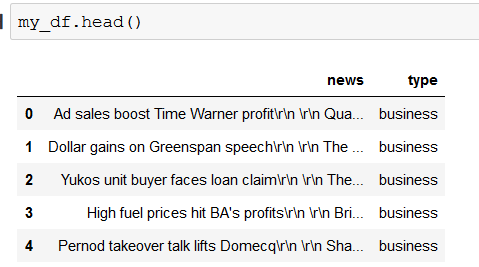 my_df.head()
news type
0 Ad sales boost Time Warner profit\r\n \r\n Qua... business
1 Dollar gains on Greenspan speech\r\n \r\n The ... business
2 Yukos unit buyer faces loan claim\r\n \r\n The... business
3 High fuel prices hit BA's profits\r\n \r\n Bri... business
4 Pernod takeover talk lifts Domecq\r\n \r\n Sha... business